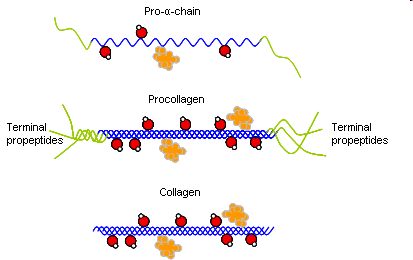 Pro-α-chain
Procollagen
Terminal
propeptides
Terminal
propeptides
Collagen